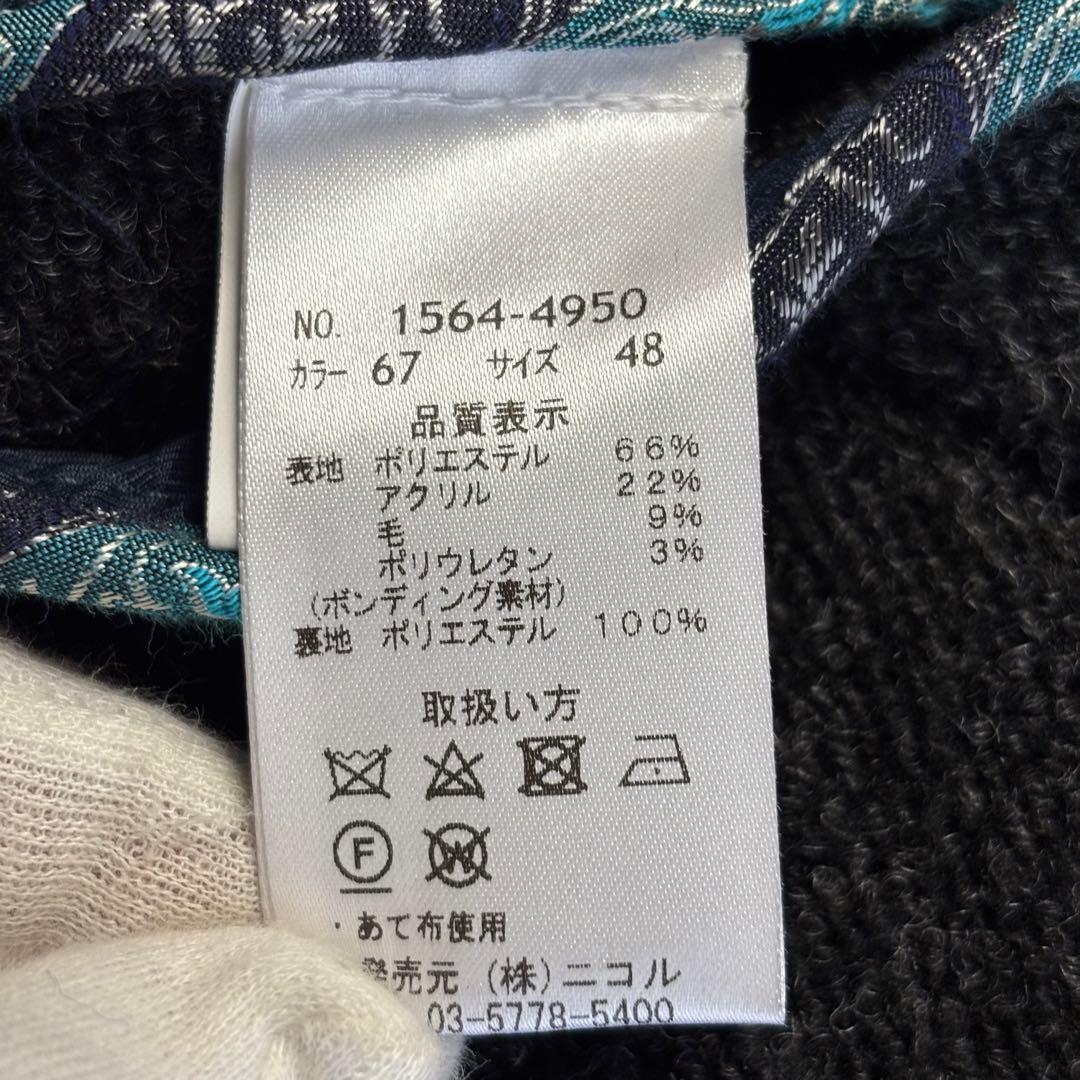 NO. 1564-4950
カラー 67 サイズ 48
品質表示
表地 ポリエステル 66%
アクリル 22%
毛 9%
ポリウレタン 3%
(ボンディング素材)
裏地 ポリエステル 100%
取扱い方
F
W
・あて布使用
発売元 (株)ニコル
03-5778-5400